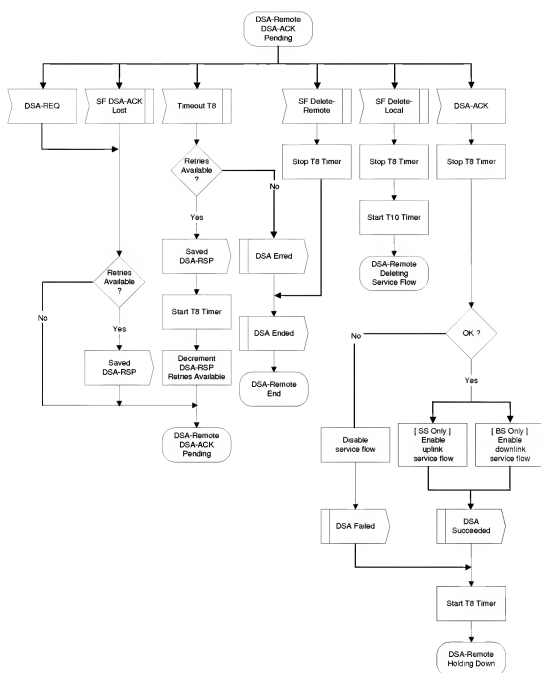 DSA-Remote
DSA-ACK
Pending
DSA-REQ
SF DSA-ACK
Lost
Timeout T8
SF Delete-
Remote
SF Delete-
Local
DSA-ACK
Retries
Available
?
Stop T8 Timer
Stop T8 Timer
Stop T8 Timer
No
Yes
Start T10 Timer
Saved
DSA-RSP
DSA Erred
DSA-Remote
Deleting
Service Flow
Retries
Available
?
Start T8 Timer
No
Yes
DSA Ended
No
OK ?
Saved
DSA-RSP
Decrement
DSA-RSP
Retries Available
DSA-Remote
End
Yes
DSA-Remote
DSA-ACK
Pending
Disable
service flow
[ SS Only ]
Enable
uplink
service flow
[ BS Only ]
Enable
downlink
service flow
DSA Failed
DSA
Succeeded
Start T8 Timer
DSA-Remote
Holding Down